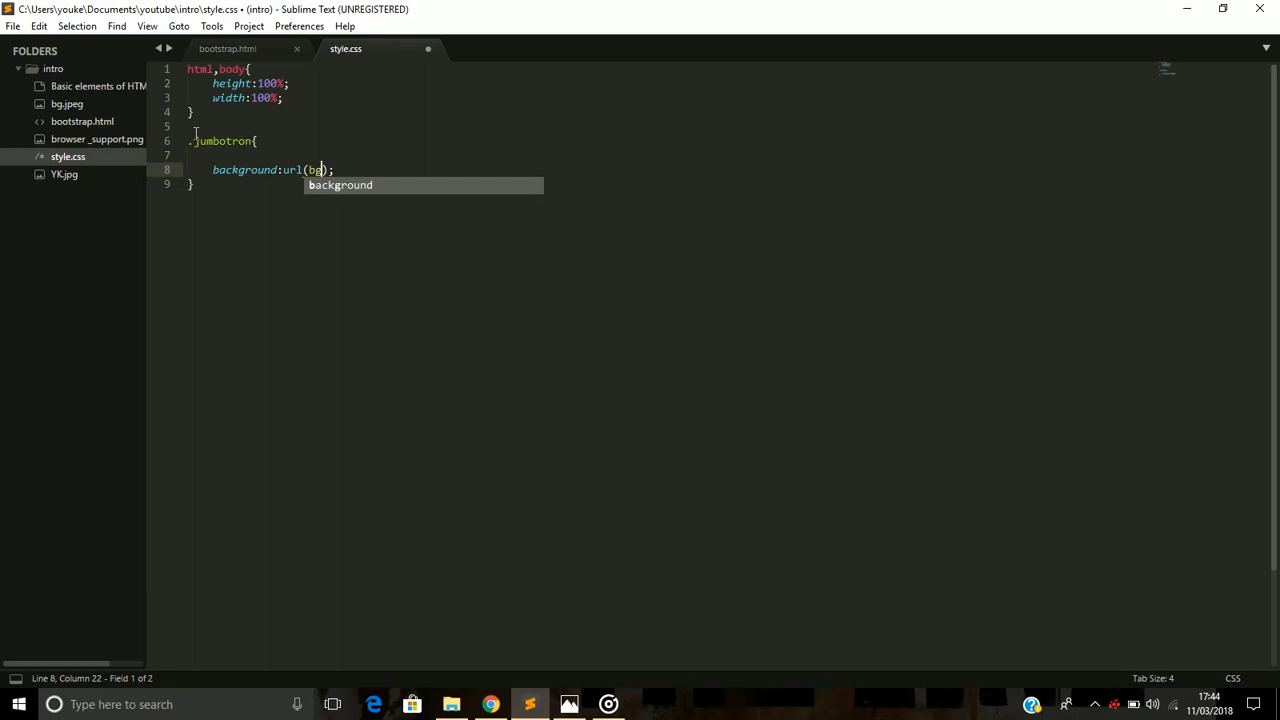 C:\Users\youke\Documents\youtube\intro\style.css • (intro) - Sublime Text (UNREGISTERED)
File Edit Selection Find View Goto Tools Project Preferences Help
FOLDERS
intro
Basic elements of HTM
bg.jpeg
bootstrap.html
browser _support.png
style.css
YK.jpg
bootstrap.html
style.css
1 html,body{
2 height:100%;
3 width:100%;
4 }
5
6 .jumbotron{
7
8 background:url(bg);
9 }
background
Line 8, Column 22 - Field 1 of 2
Tab Size: 4
CSS
Type here to search
17:44
11/03/2018